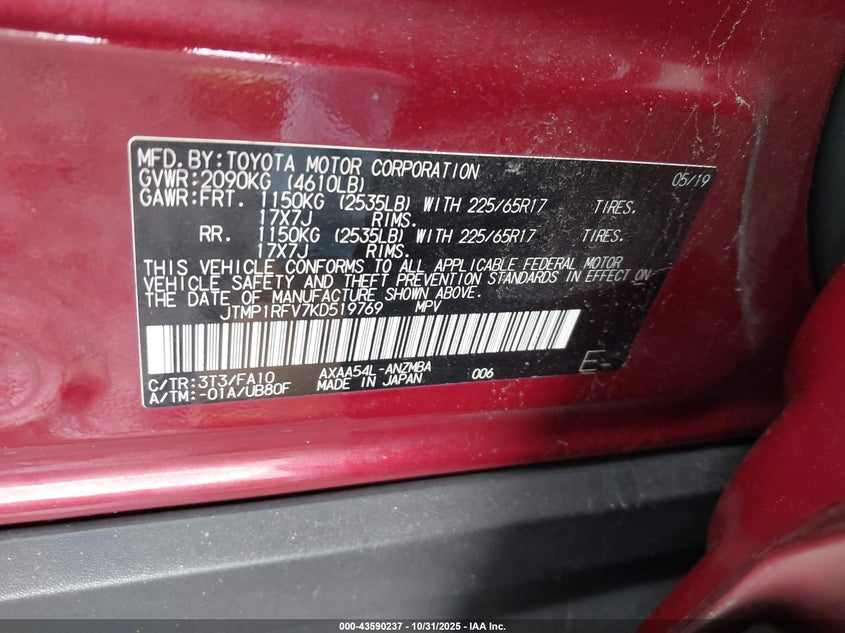 MFD.BY:TOYOTA MOTOR CORPORATION 05/19
GVWR:2090KG (4610LB)
GAWR:FRT. 1150KG (2535LB) WITH 225/65R17 TIRES.
17X7J RIMS.
RR. 1150KG (2535LB) WITH 225/65R17 TIRES.
17X7J RIMS.
THIS VEHICLE CONFORMS TO ALL APPLICABLE FEDERAL MOTOR
VEHICLE SAFETY AND THEFT PREVENTION STANDARDS IN EFFECT ON
THE DATE OF MANUFACTURE SHOWN ABOVE.
JTMP1RFV7KD519769 MPV
C/TR:3T3/FA10 AXAA54L-ANZMBA 006 E-
A/TM:-01A/UB80F MADE IN JAPAN
000-43590237 - 10/31/2025 - IAA Inc.